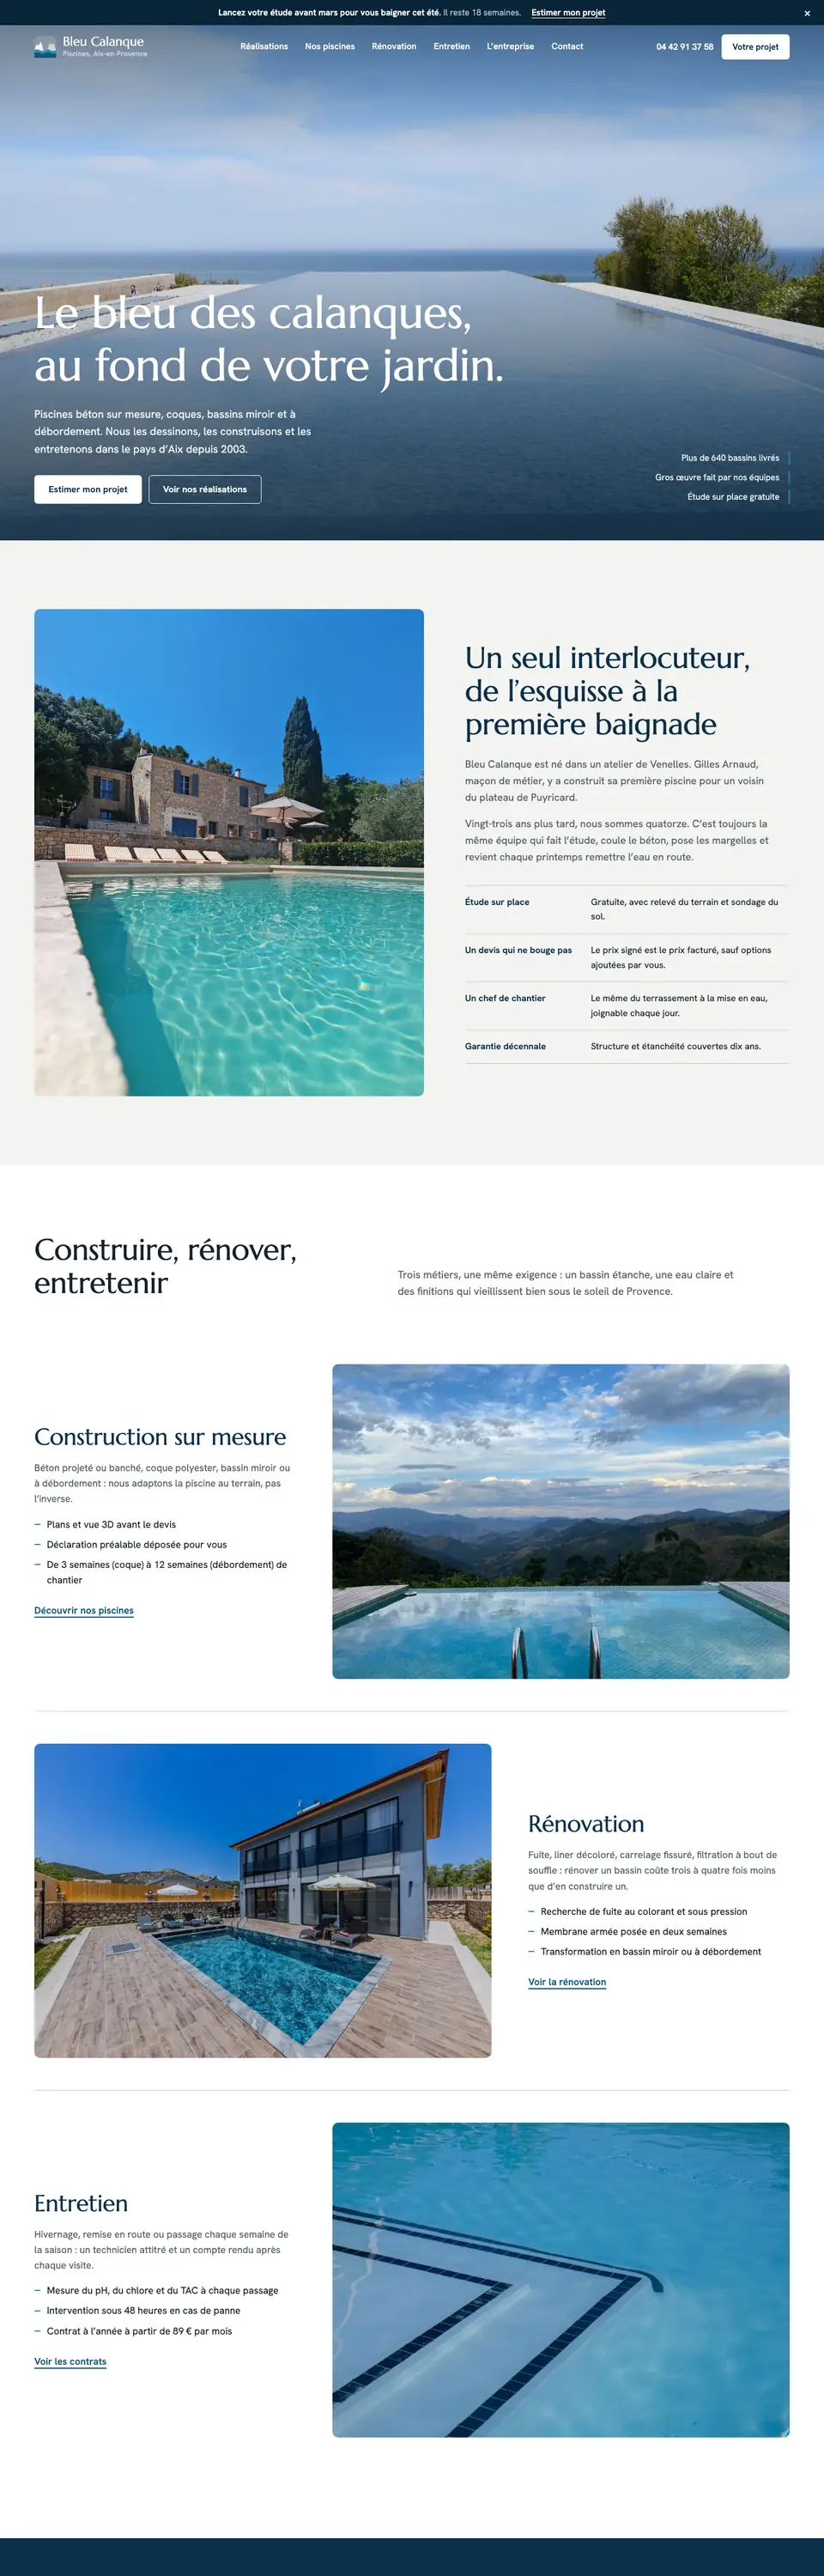 Lancez votre étude avant mars pour vous baigner cet été. Il reste 18 semaines. Estimer mon projet ×
Bleu Calanque
Piscines, Aix-en-Provence
Réalisations Nos piscines Rénovation Entretien L'entreprise Contact
04 42 91 37 58 Votre projet
Le bleu des calanques,
au fond de votre jardin.
Piscines béton sur mesure, coques, bassins miroir et à
débordement. Nous les dessinons, les construisons et les
entretenons dans le pays d'Aix depuis 2003.
Estimer mon projet Voir nos réalisations
Plus de 640 bassins livrés
Gros œuvre fait par nos équipes
Étude sur place gratuite
Un seul interlocuteur,
de l'esquisse à la
première baignade
Bleu Calanque est né dans un atelier de Venelles. Gilles Arnaud,
maçon de métier, y a construit sa première piscine pour un voisin
du plateau de Puyricard.
Vingt-trois ans plus tard, nous sommes quatorze. C'est toujours la
même équipe qui fait l'étude, coule le béton, pose les margelles et
revient chaque printemps remettre l'eau en route.
Étude sur place Gratuite, avec relevé du terrain et sondage du
sol.
Un devis qui ne bouge pas Le prix signé est le prix facturé, sauf options
ajoutées par vous.
Un chef de chantier Le même du terrassement à la mise en eau,
joignable chaque jour.
Garantie décennale Structure et étanchéité couvertes dix ans.
Construire, rénover,
entretenir
Trois métiers, une même exigence : un bassin étanche, une eau claire et
des finitions qui vieillissent bien sous le soleil de Provence.
Construction sur mesure
Béton projeté ou banché, coque polyester, bassin miroir ou
à débordement : nous adaptons la piscine au terrain, pas
l'inverse.
– Plans et vue 3D avant le devis
– Déclaration préalable déposée pour vous
– De 3 semaines (coque) à 12 semaines (débordement) de
chantier
Découvrir nos piscines
Rénovation
Fuite, liner décoloré, carrelage fissuré, filtration à bout de
souffle : rénover un bassin coûte trois à quatre fois moins
que d'en construire un.
– Recherche de fuite au colorant et sous pression
– Membrane armée posée en deux semaines
– Transformation en bassin miroir ou à débordement
Voir la rénovation
Entretien
Hivernage, remise en route ou passage chaque semaine de
la saison : un technicien attitré et un compte rendu après
chaque visite.
– Mesure du pH, du chlore et du TAC à chaque passage
– Intervention sous 48 heures en cas de panne
– Contrat à l'année à partir de 89 € par mois
Voir les contrats